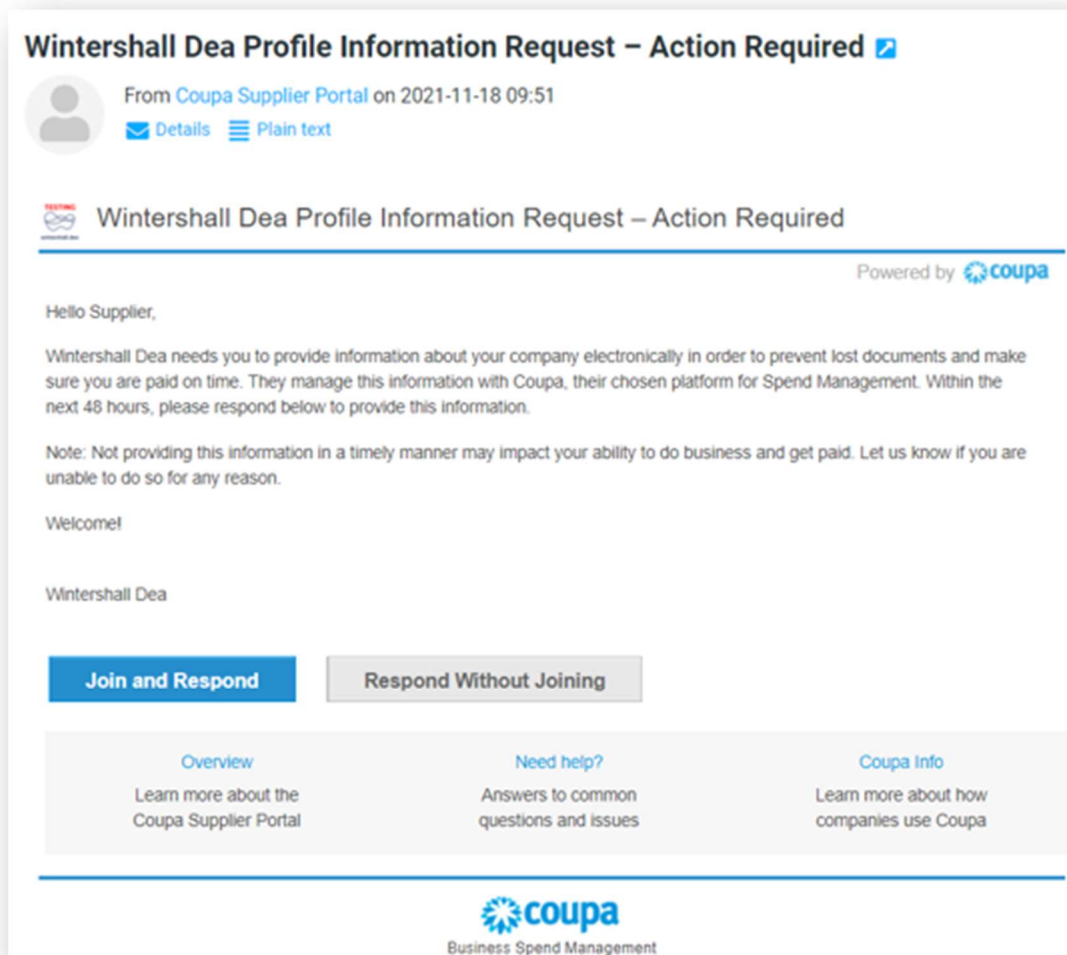 Wintershall Dea Profile Information Request – Action Required
From Coupa Supplier Portal on 2021-11-18 09:51
Details Plain text
TESTING
wintershall dea
Wintershall Dea Profile Information Request – Action Required
Powered by coupa
Hello Supplier,
Wintershall Dea needs you to provide information about your company electronically in order to prevent lost documents and make
sure you are paid on time. They manage this information with Coupa, their chosen platform for Spend Management. Within the
next 48 hours, please respond below to provide this information.
Note: Not providing this information in a timely manner may impact your ability to do business and get paid. Let us know if you are
unable to do so for any reason.
Welcome!
Wintershall Dea
Join and Respond Respond Without Joining
Overview Need help? Coupa Info
Learn more about the Answers to common Learn more about how
Coupa Supplier Portal questions and issues companies use Coupa
coupa
Business Spend Management